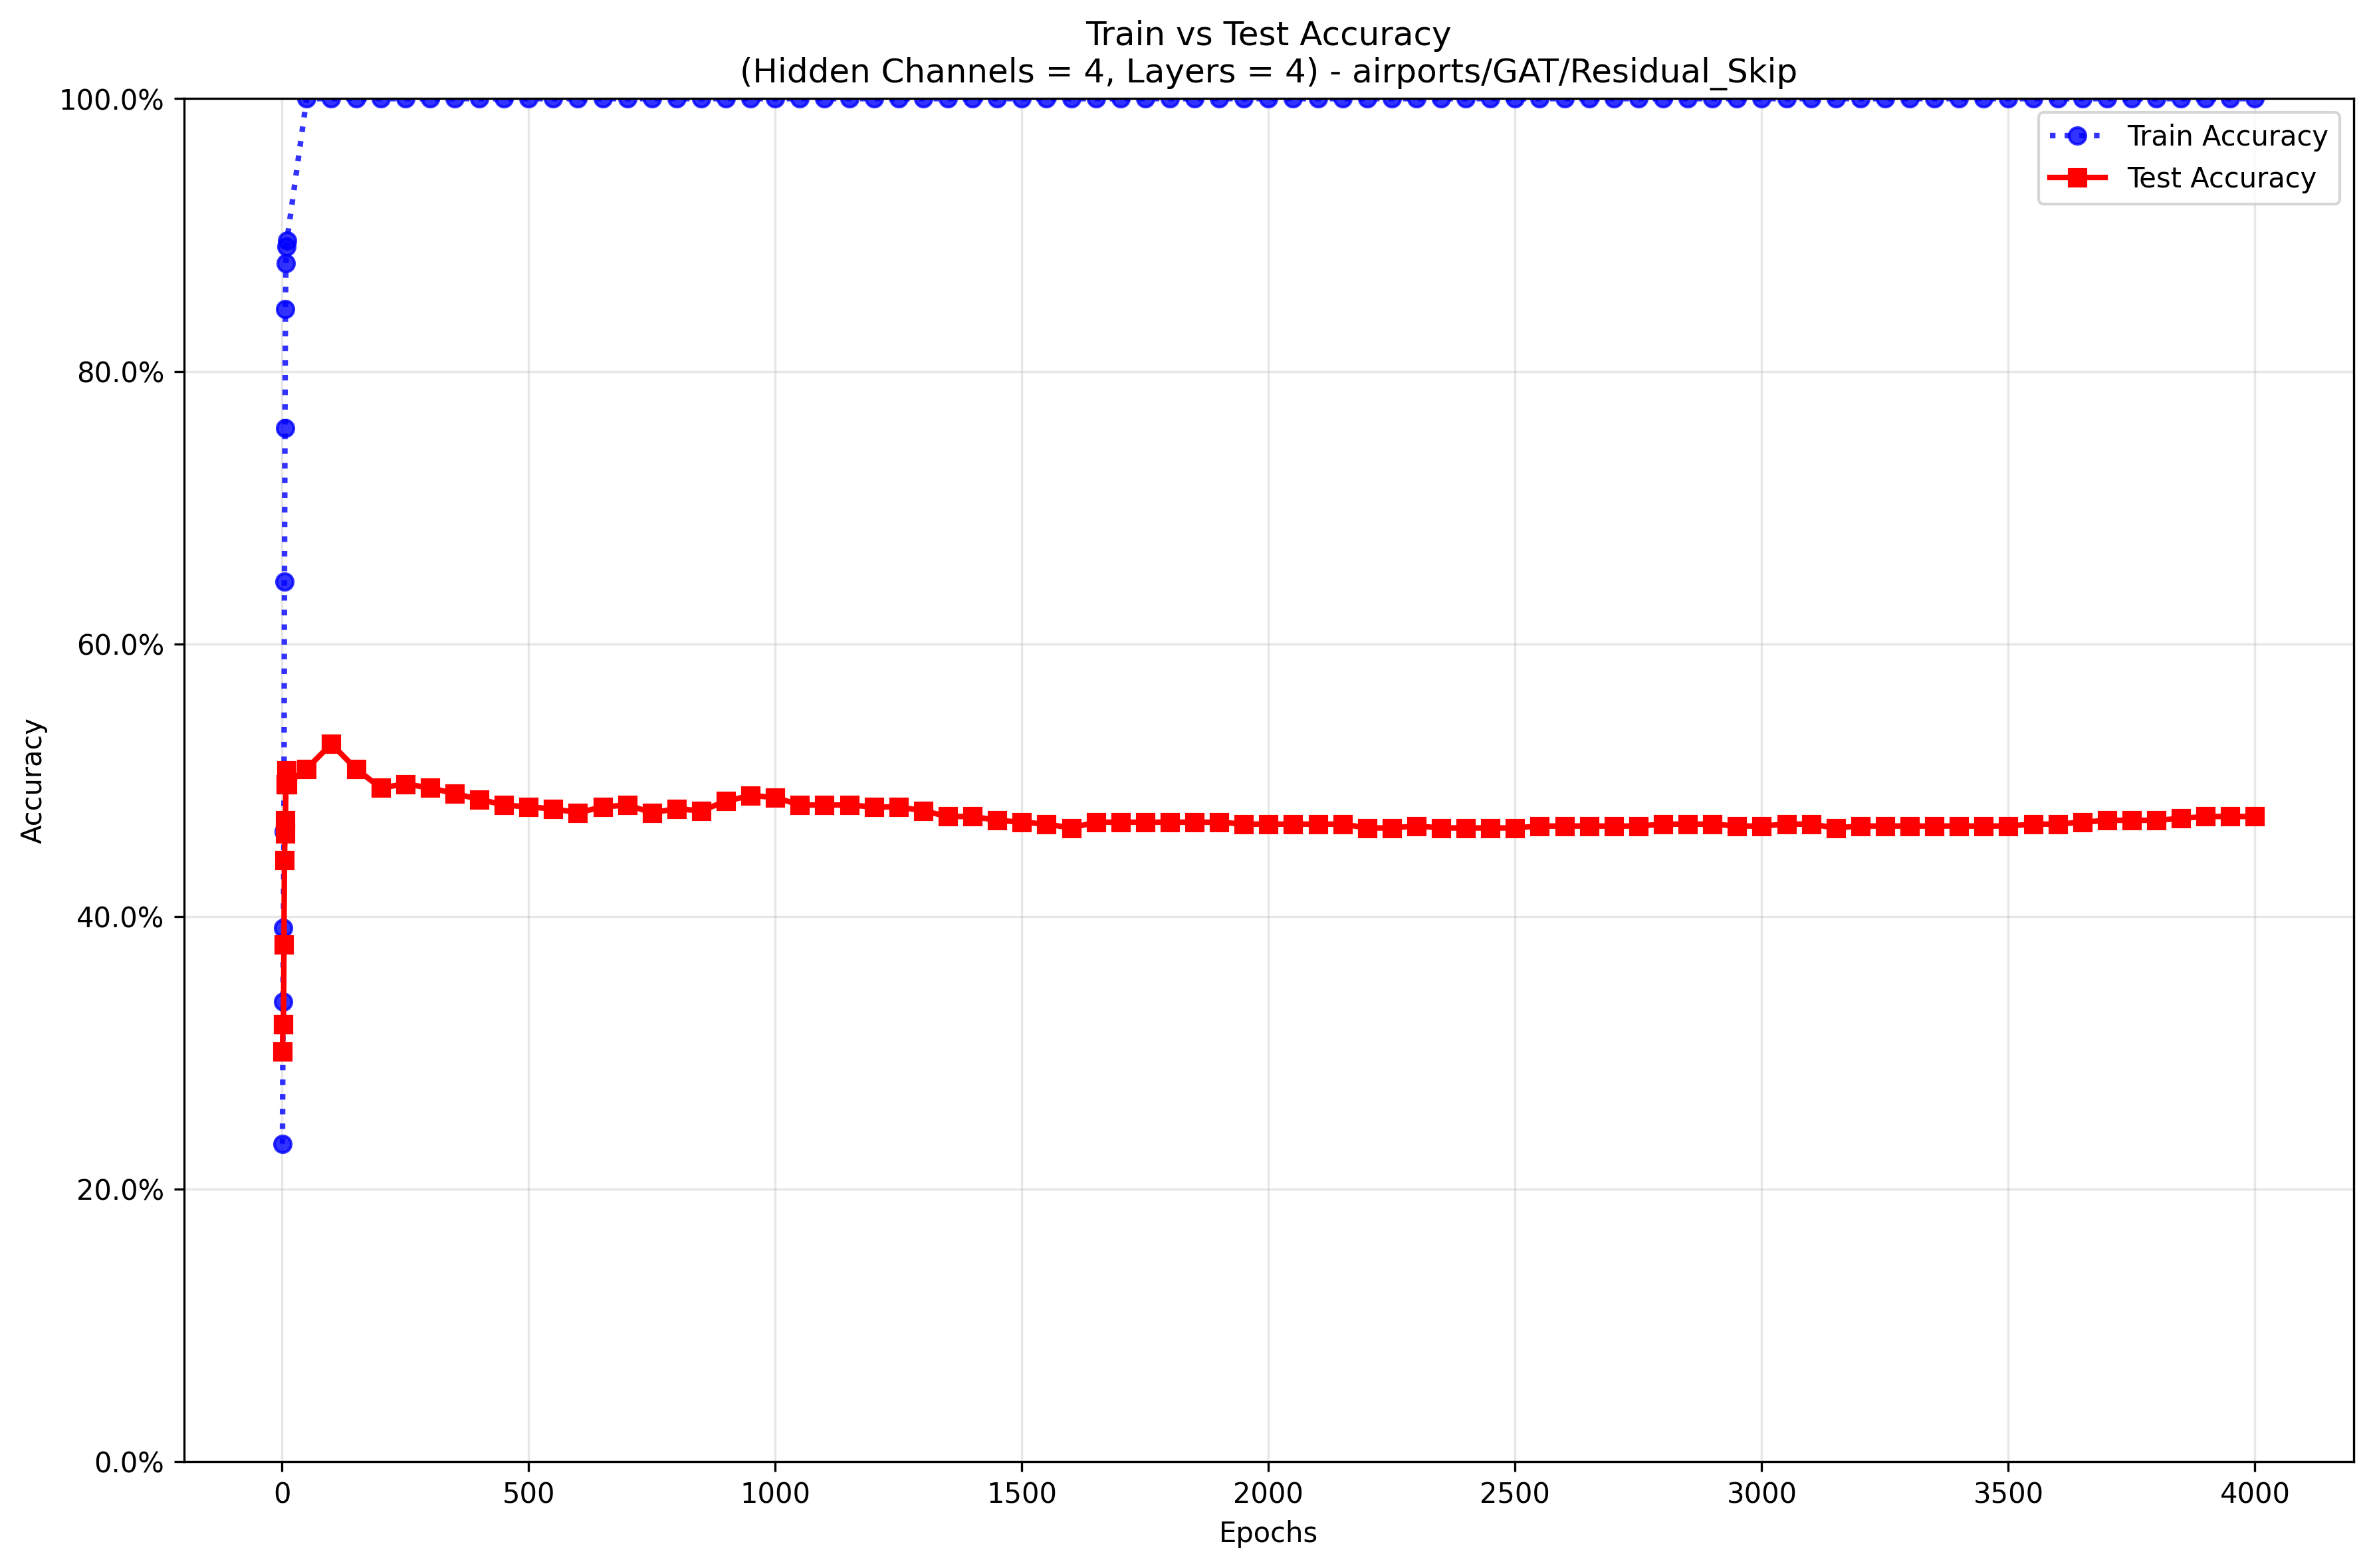 Train vs Test Accuracy
(Hidden Channels = 4, Layers = 4) - airports/GAT/Residual_Skip
Train Accuracy
Test Accuracy
Accuracy
100.0%
80.0%
60.0%
40.0%
20.0%
0.0%
0 500 1000 1500 2000 2500 3000 3500 4000
Epochs